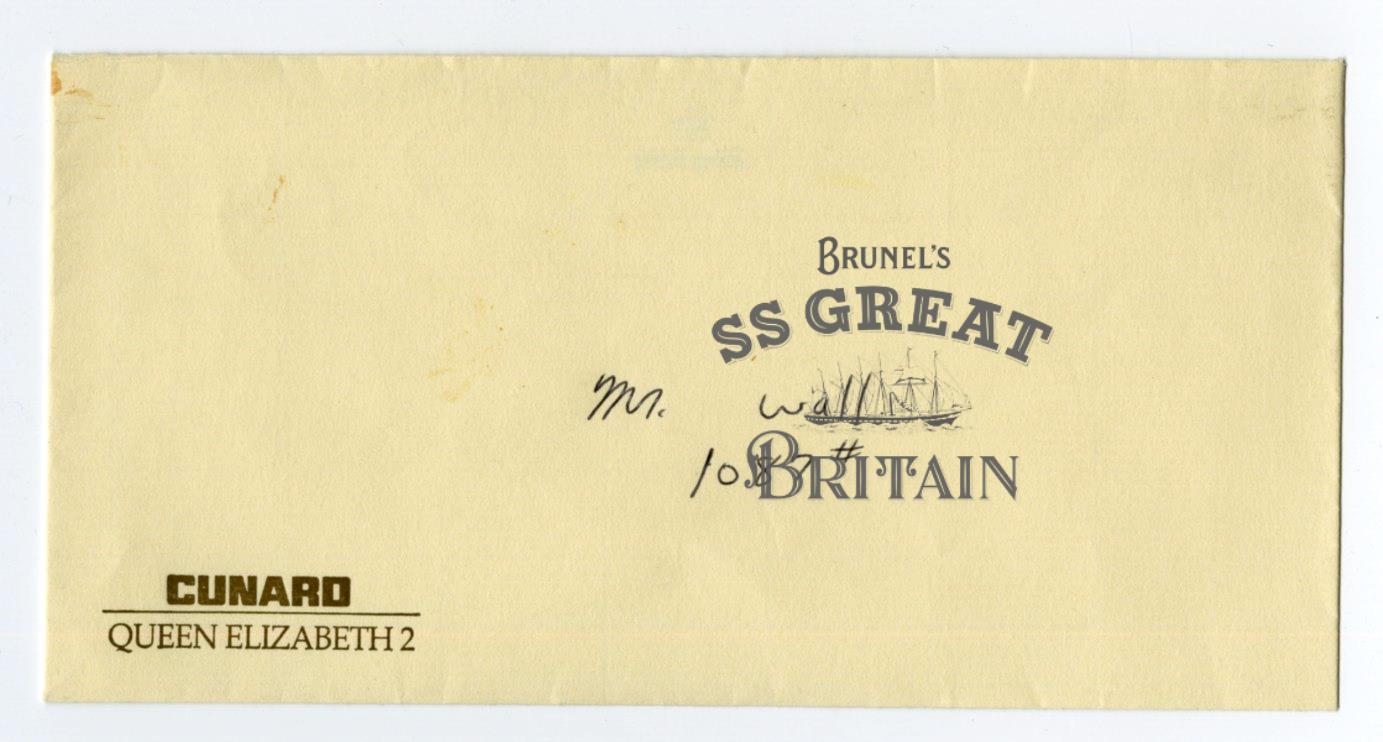 BRUNEL'S
SS GREAT
Mr. Wall
BRITAIN
CUNARD
QUEEN ELIZABETH 2